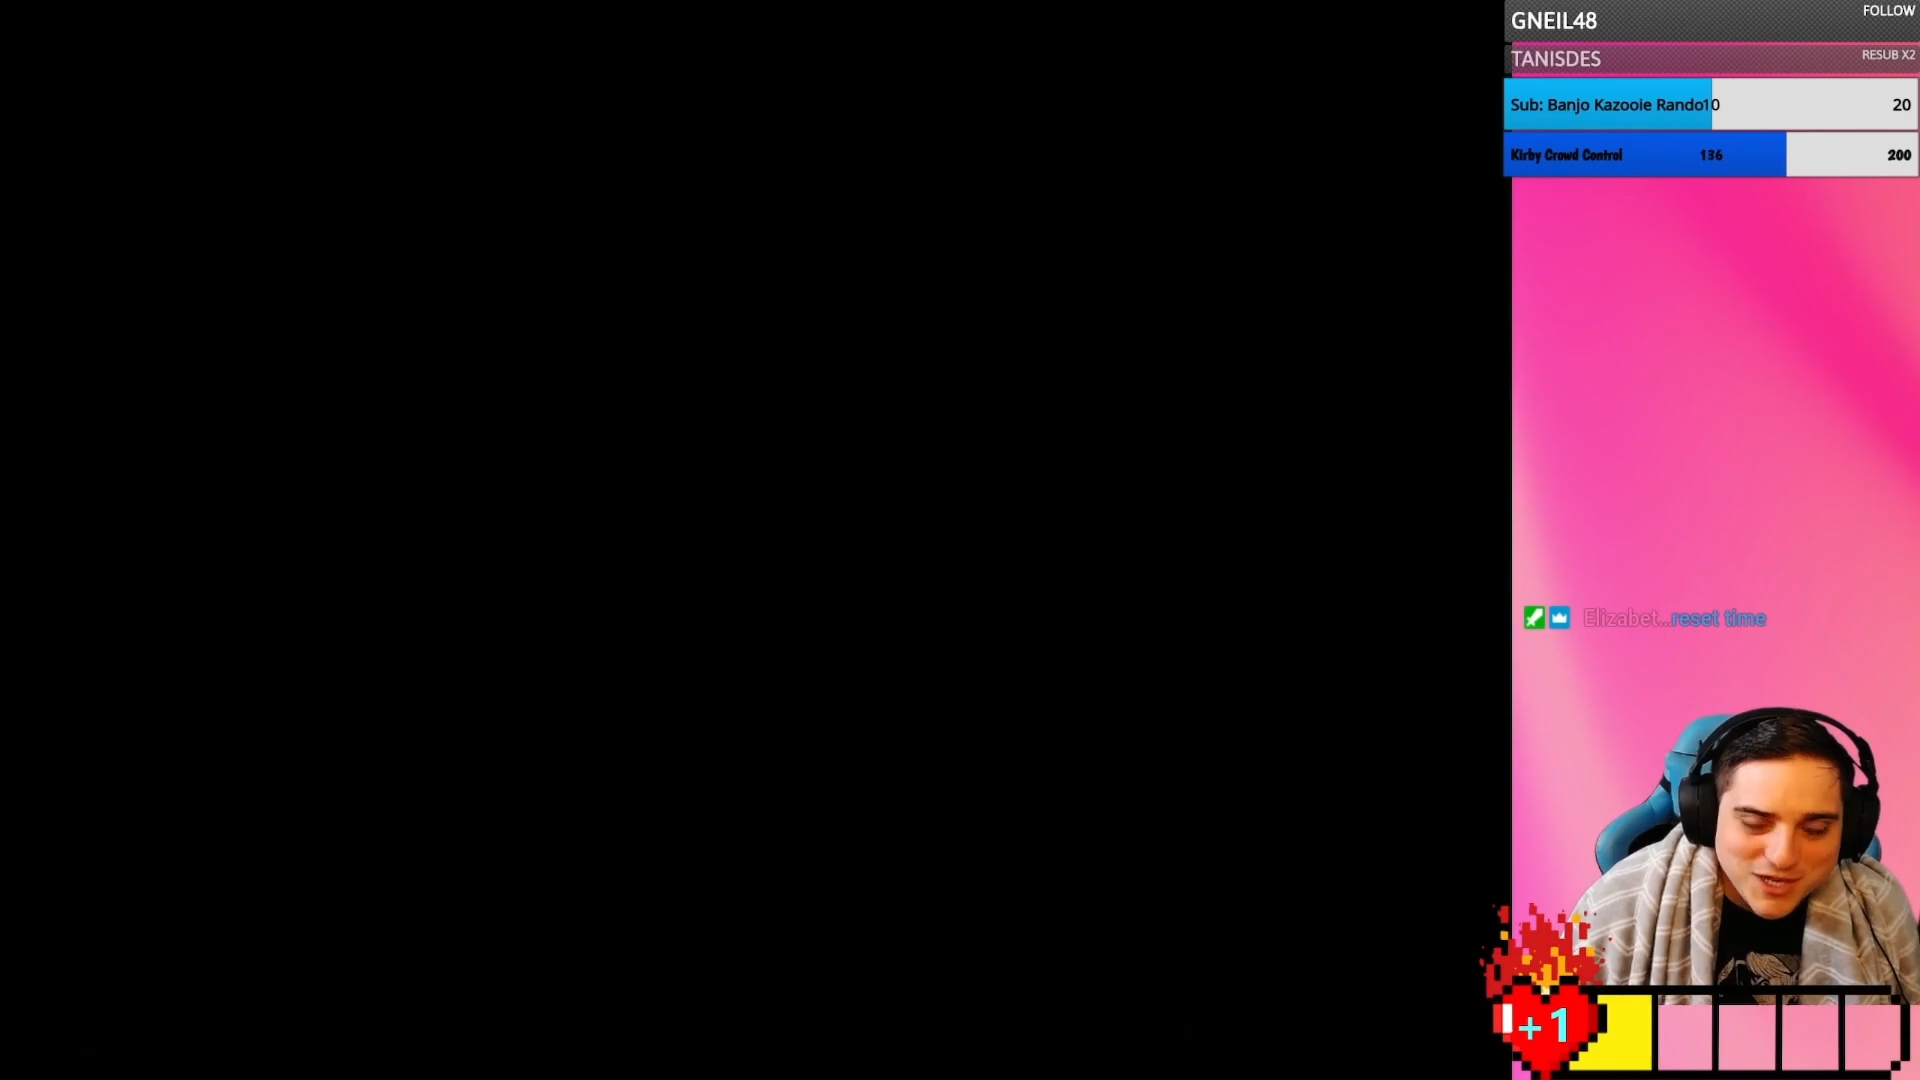 GNEIL48 FOLLOW
TANISDES RESUB X2
Sub: Banjo Kazooie Rando10 20
Kirby Crowd Control 136 200
Elizabet...reset time
+1